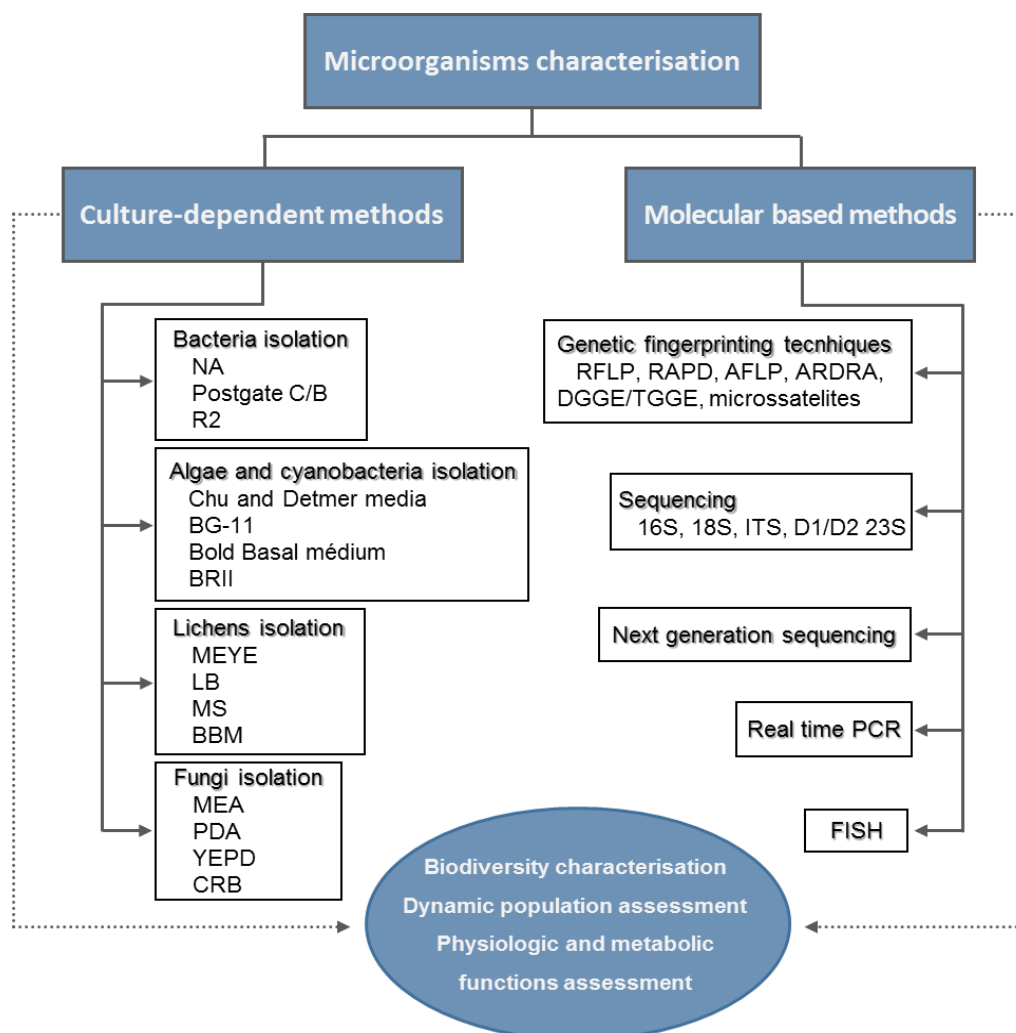 Microorganisms characterisation
Culture-dependent methods
Molecular based methods
Bacteria isolation
NA
Postgate C/B
R2
Algae and cyanobacteria isolation
Chu and Detmer media
BG-11
Bold Basal médium
BRII
Lichens isolation
MEYE
LB
MS
BBM
Fungi isolation
MEA
PDA
YEPD
CRB
Genetic fingerprinting tecnhiques
RFLP, RAPD, AFLP, ARDRA,
DGGE/TGGE, microssatelites
Sequencing
16S, 18S, ITS, D1/D2 23S
Next generation sequencing
Real time PCR
FISH
Biodiversity characterisation
Dynamic population assessment
Physiologic and metabolic
functions assessment